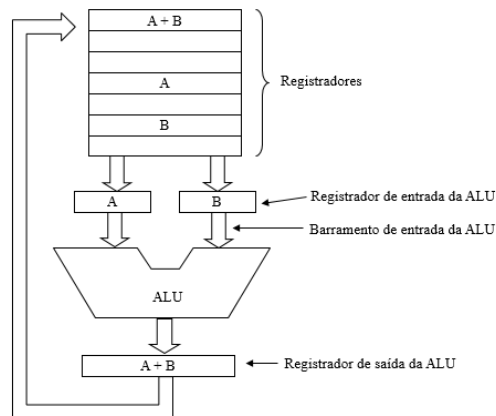 A + B
A
Registradores
B
A
B
Registrador de entrada da ALU
Barramento de entrada da ALU
ALU
A + B
Registrador de saída da ALU